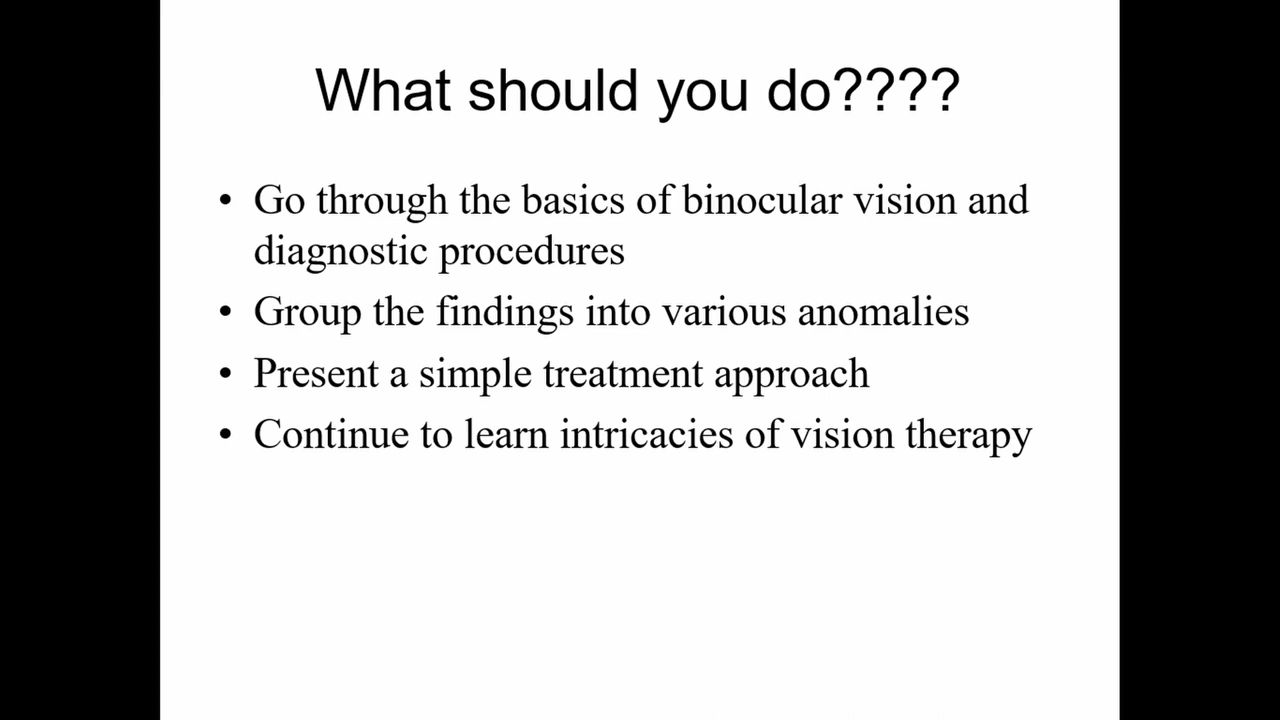 What should you do????
• Go through the basics of binocular vision and
diagnostic procedures
• Group the findings into various anomalies
• Present a simple treatment approach
• Continue to learn intricacies of vision therapy